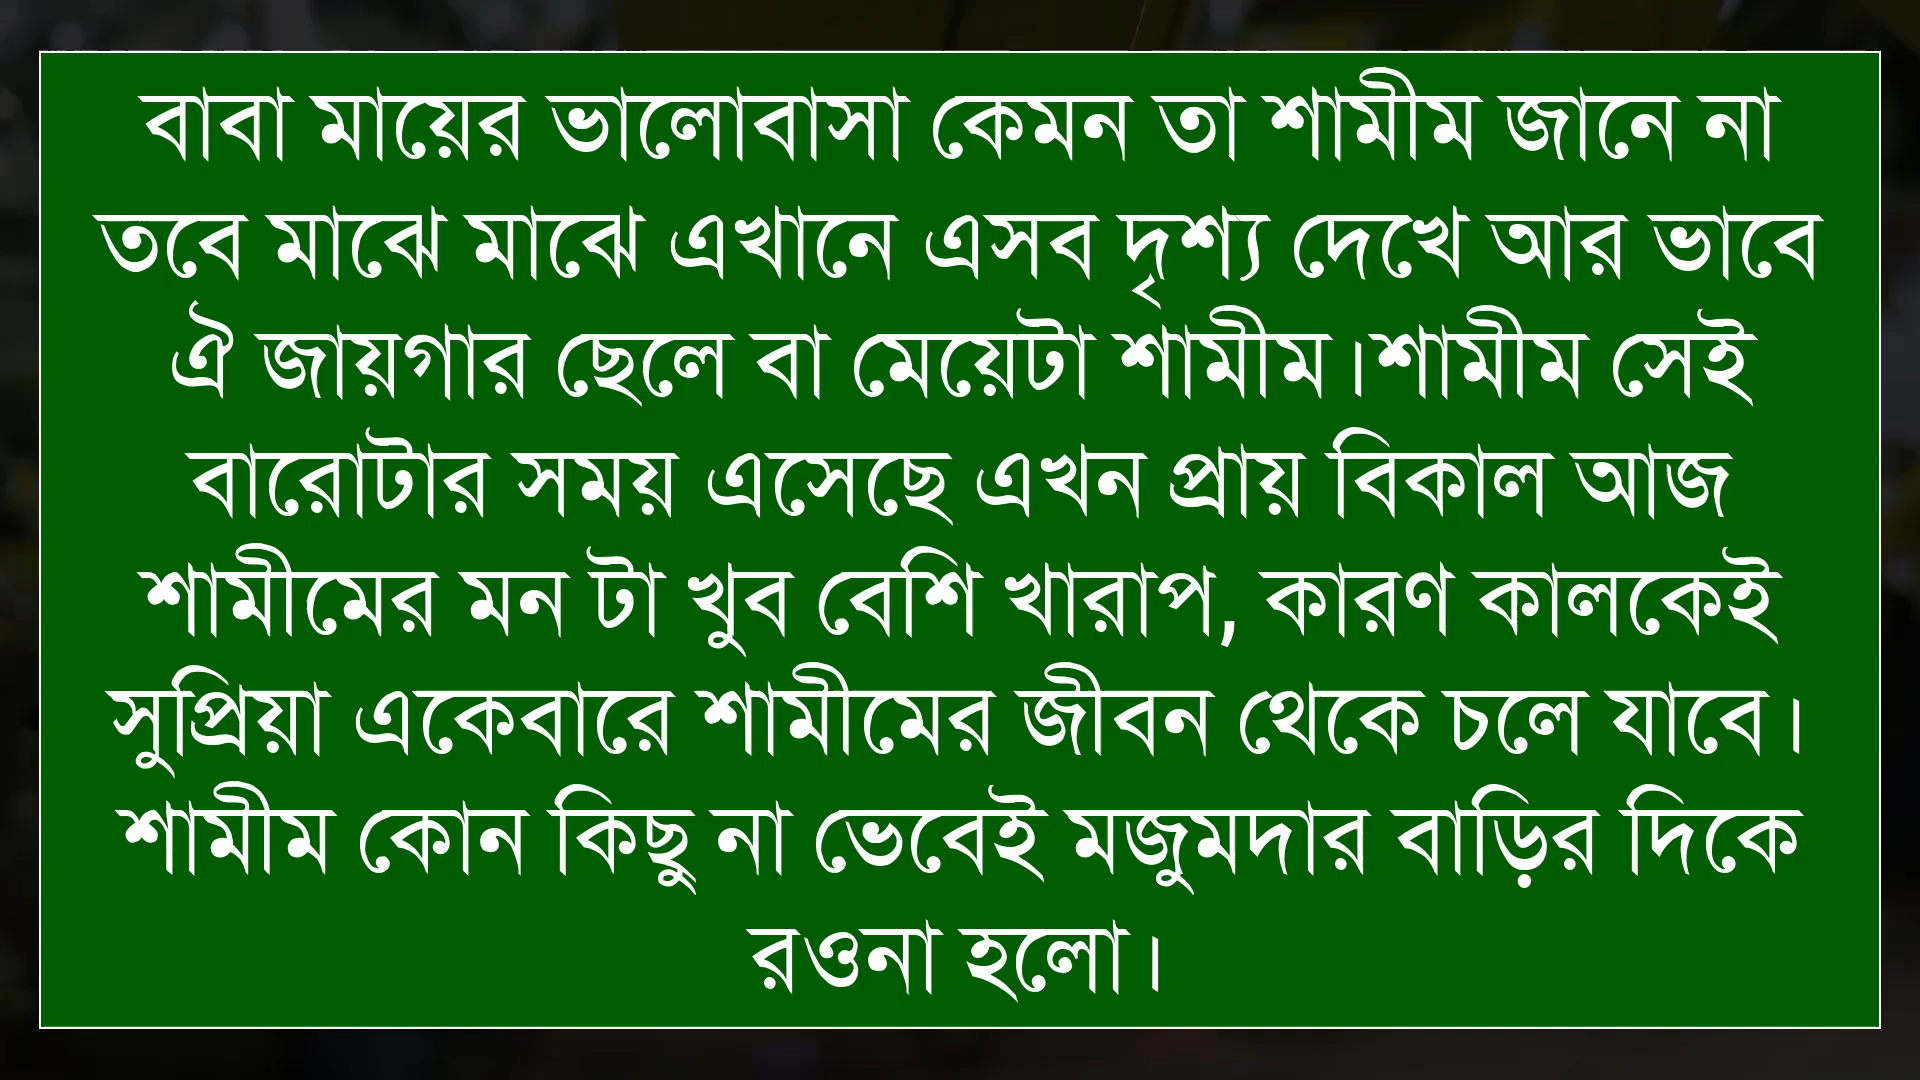 বাবা মায়ের ভালোবাসা কেমন তা শামীম জানে না
তবে মাঝে মাঝে এখানে এসব দৃশ্য দেখে আর ভাবে
ঐ জায়গার ছেলে বা মেয়েটা শামীম।শামীম সেই
বারোটার সময় এসেছে এখন প্রায় বিকাল আজ
শামীমের মন টা খুব বেশি খারাপ, কারণ কালকেই
সুপ্রিয়া একেবারে শামীমের জীবন থেকে চলে যাবে।
শামীম কোন কিছু না ভেবেই মজুমদার বাড়ির দিকে
রওনা হলো।